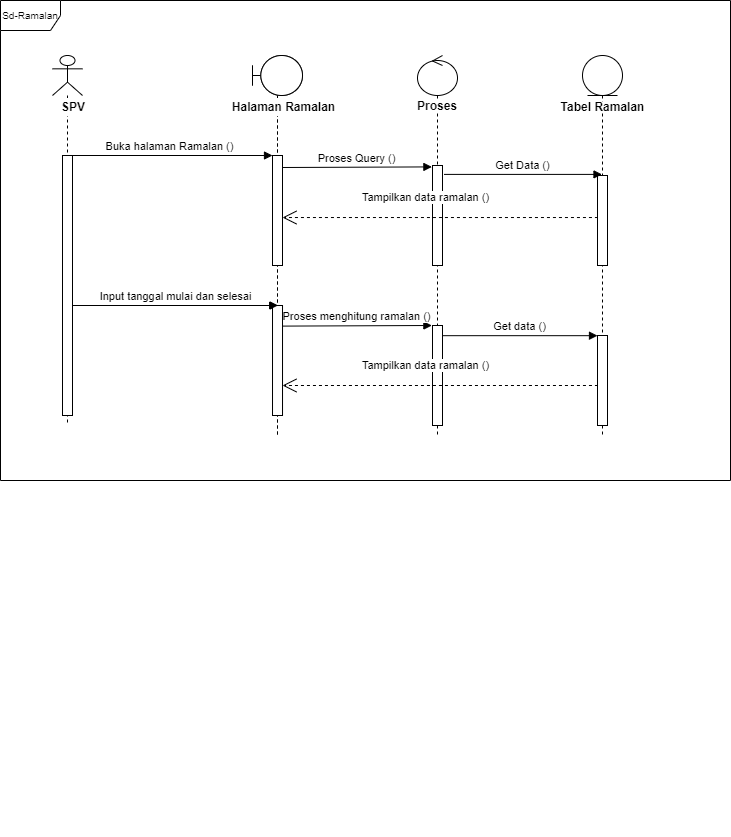 Sd-Ramalan
SPV
Halaman Ramalan
Proses
Tabel Ramalan
Buka halaman Ramalan ()
Proses Query ()
Get Data ()
Tampilkan data ramalan ()
Input tanggal mulai dan selesai
Proses menghitung ramalan ()
Get data ()
Tampilkan data ramalan ()